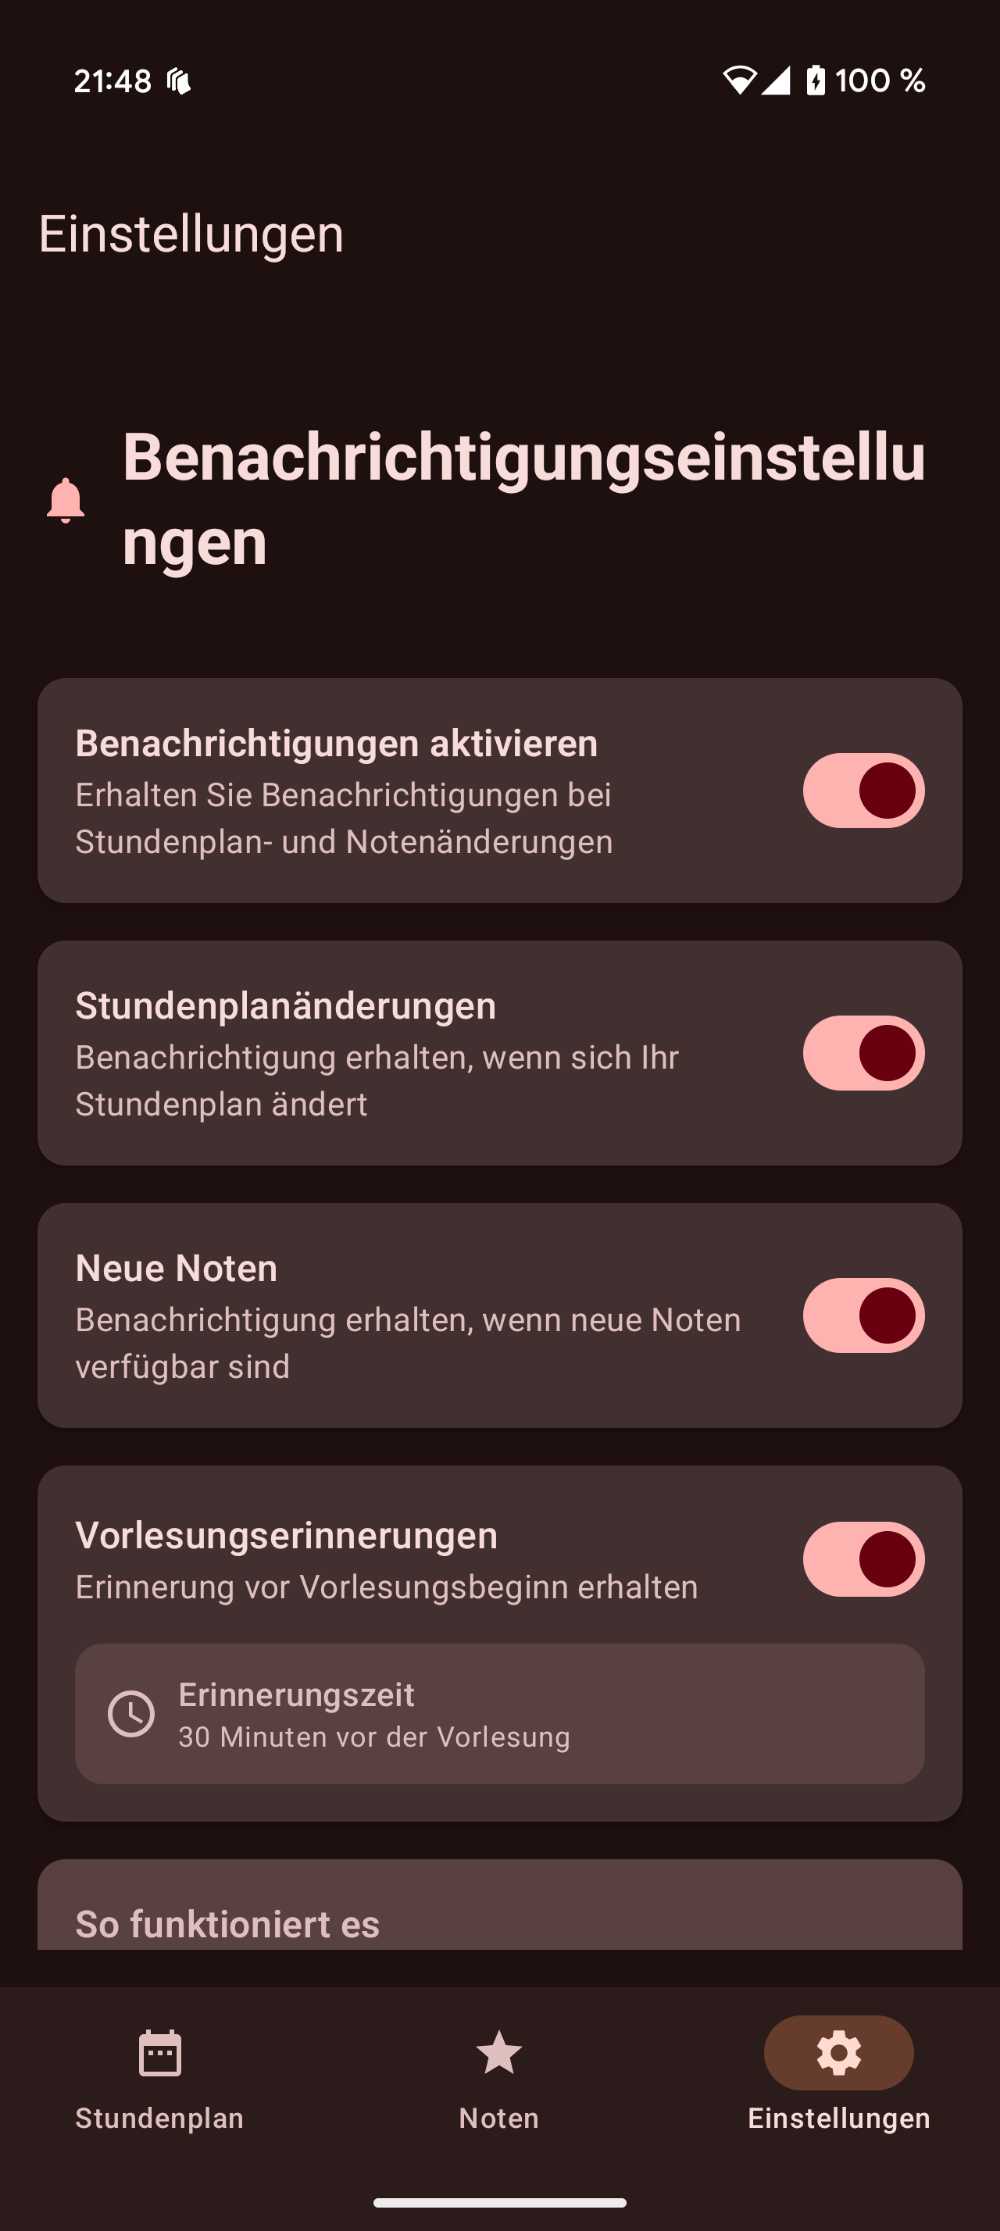 21:48
100 %
Einstellungen
Benachrichtigungseinstellu
ngen
Benachrichtigungen aktivieren
Erhalten Sie Benachrichtigungen bei
Stundenplan- und Notenänderungen
Stundenplanänderungen
Benachrichtigung erhalten, wenn sich Ihr
Stundenplan ändert
Neue Noten
Benachrichtigung erhalten, wenn neue Noten
verfügbar sind
Vorlesungserinnerungen
Erinnerung vor Vorlesungsbeginn erhalten
Erinnerungszeit
30 Minuten vor der Vorlesung
So funktioniert es
Stundenplan
Noten
Einstellungen